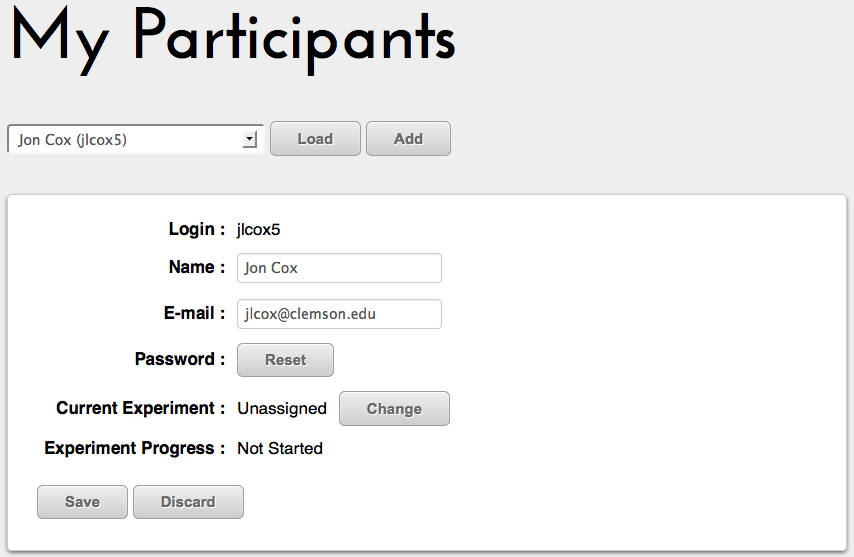 My Participants
Jon Cox (jlcox5) Load Add
Login : jlcox5
Name : Jon Cox
E-mail : jlcox@clemson.edu
Password : Reset
Current Experiment : Unassigned Change
Experiment Progress : Not Started
Save Discard